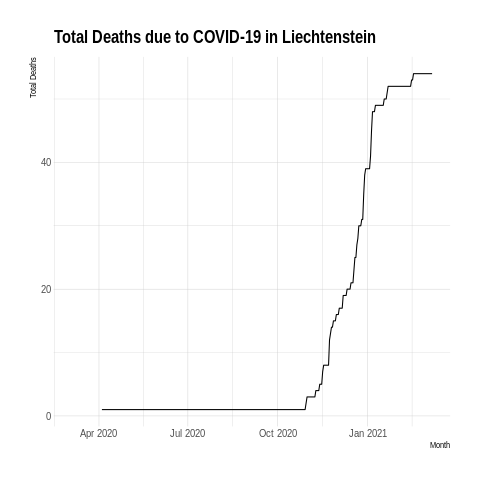 Total Deaths due to COVID-19 in Liechtenstein
Total Deaths
40
20
0
Apr 2020 Jul 2020 Oct 2020 Jan 2021
Month